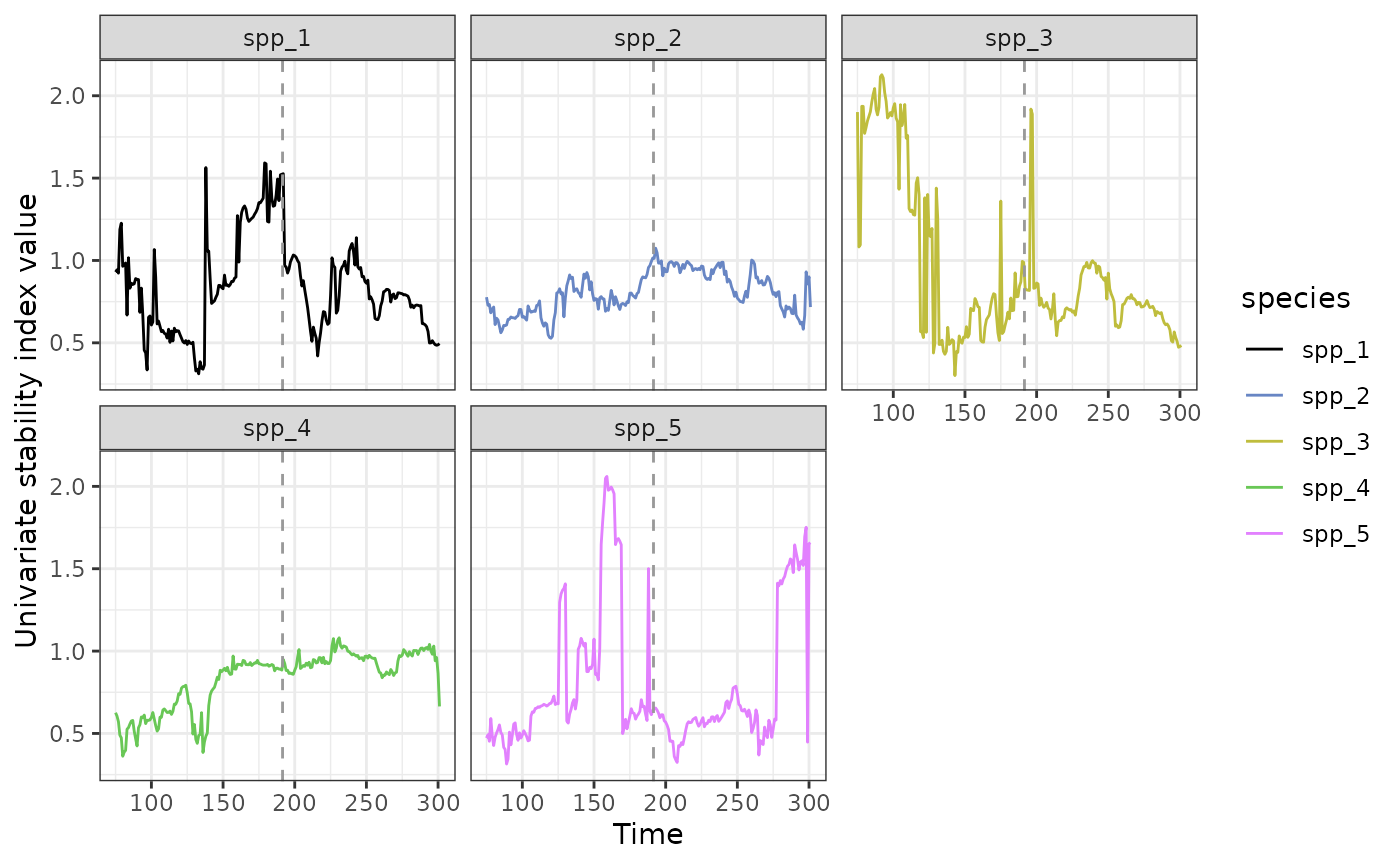 spp_1 spp_2 spp_3
2.0
1.5
1.0
0.5
100 150 200 250 300
spp_4 spp_5
2.0
1.5
1.0
0.5
100 150 200 250 300 100 150 200 250 300
Time
Univariate stability index value
species
spp_1
spp_2
spp_3
spp_4
spp_5